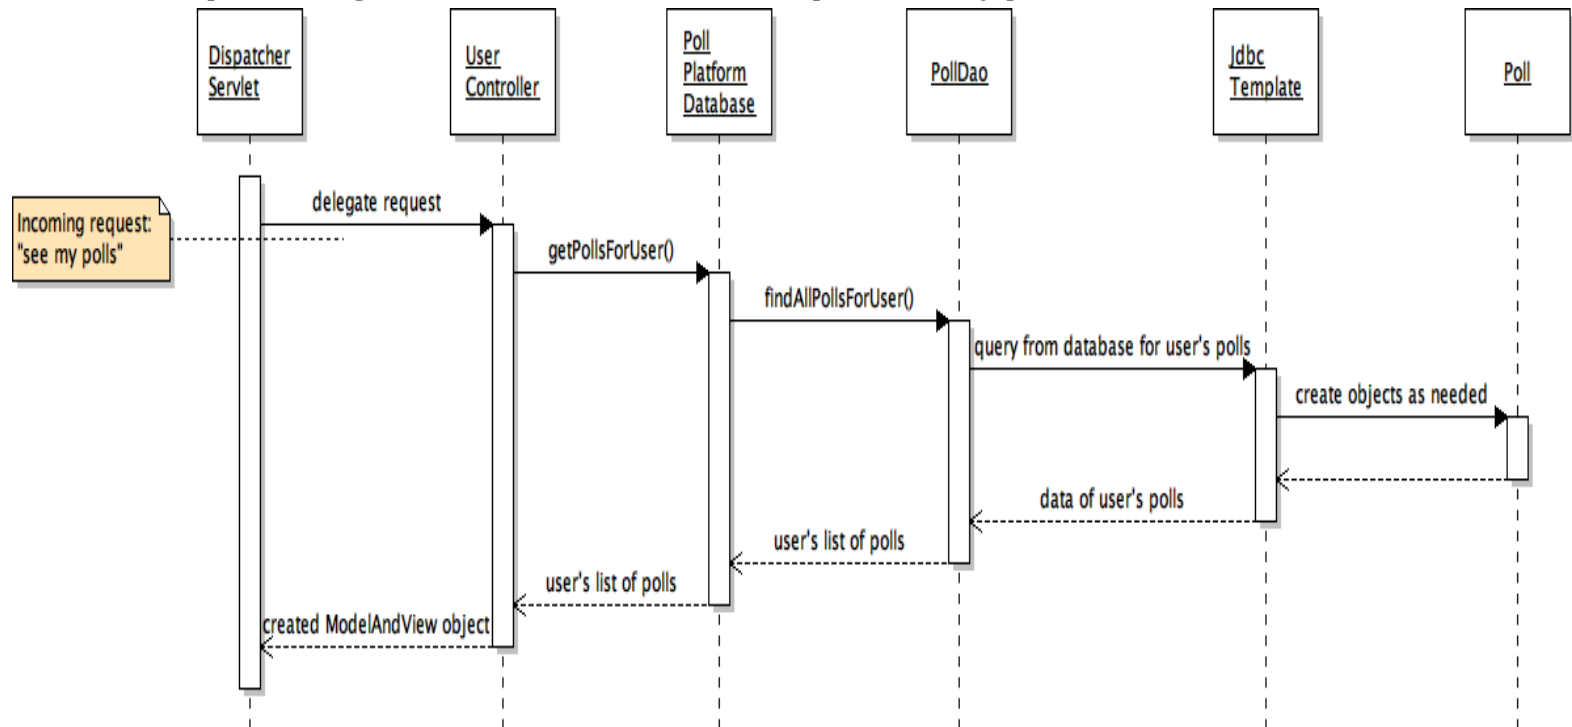 Dispatcher
Servlet
User
Controller
Poll
Platform
Database
PollDao
Jdbc
Template
Poll
Incoming request:
"see my polls"
delegate request
getPollsForUser()
findAllPollsForUser()
query from database for user's polls
create objects as needed
data of user's polls
user's list of polls
user's list of polls
created ModelAndView object